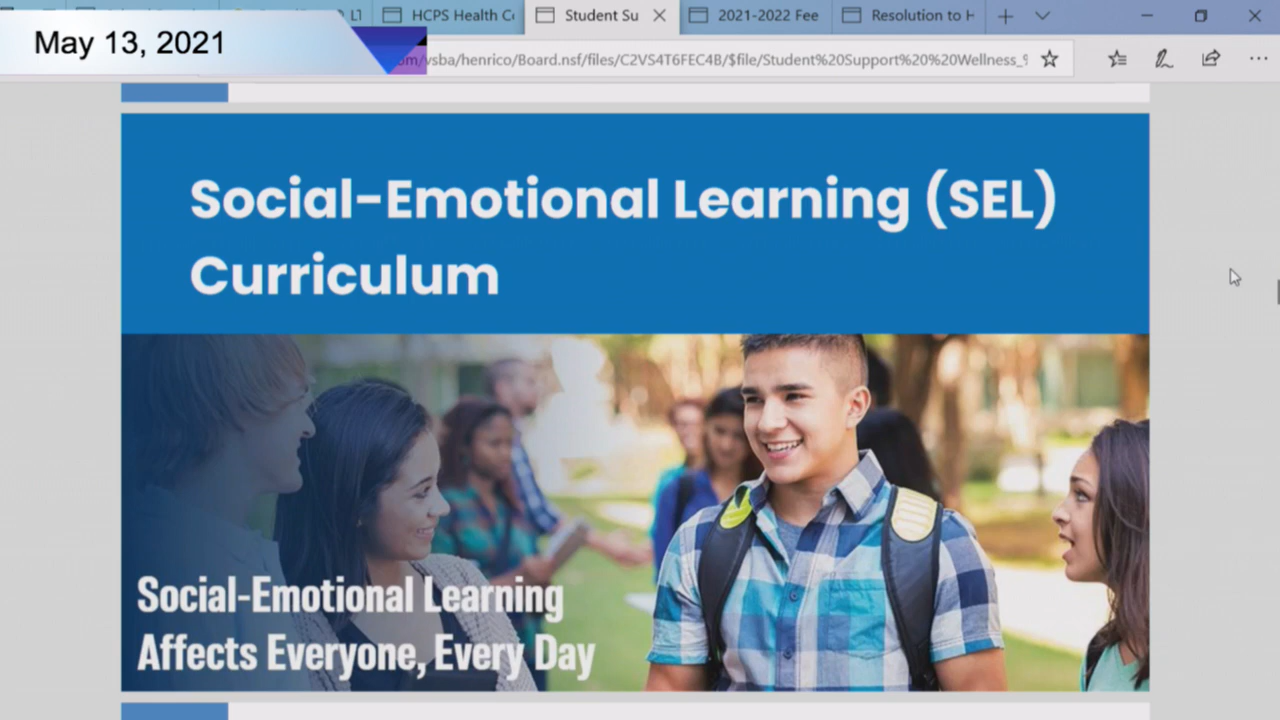 HCPS Health C
Student Su
2021-2022 Fee
Resolution to H
May 13, 2021
/vsba/henrico/Board.nsf/files/C2VS4T6FEC4B/$file/Student%20Support%20%20Wellness_%
Social-Emotional Learning (SEL)
Curriculum
Social-Emotional Learning
Affects Everyone, Every Day